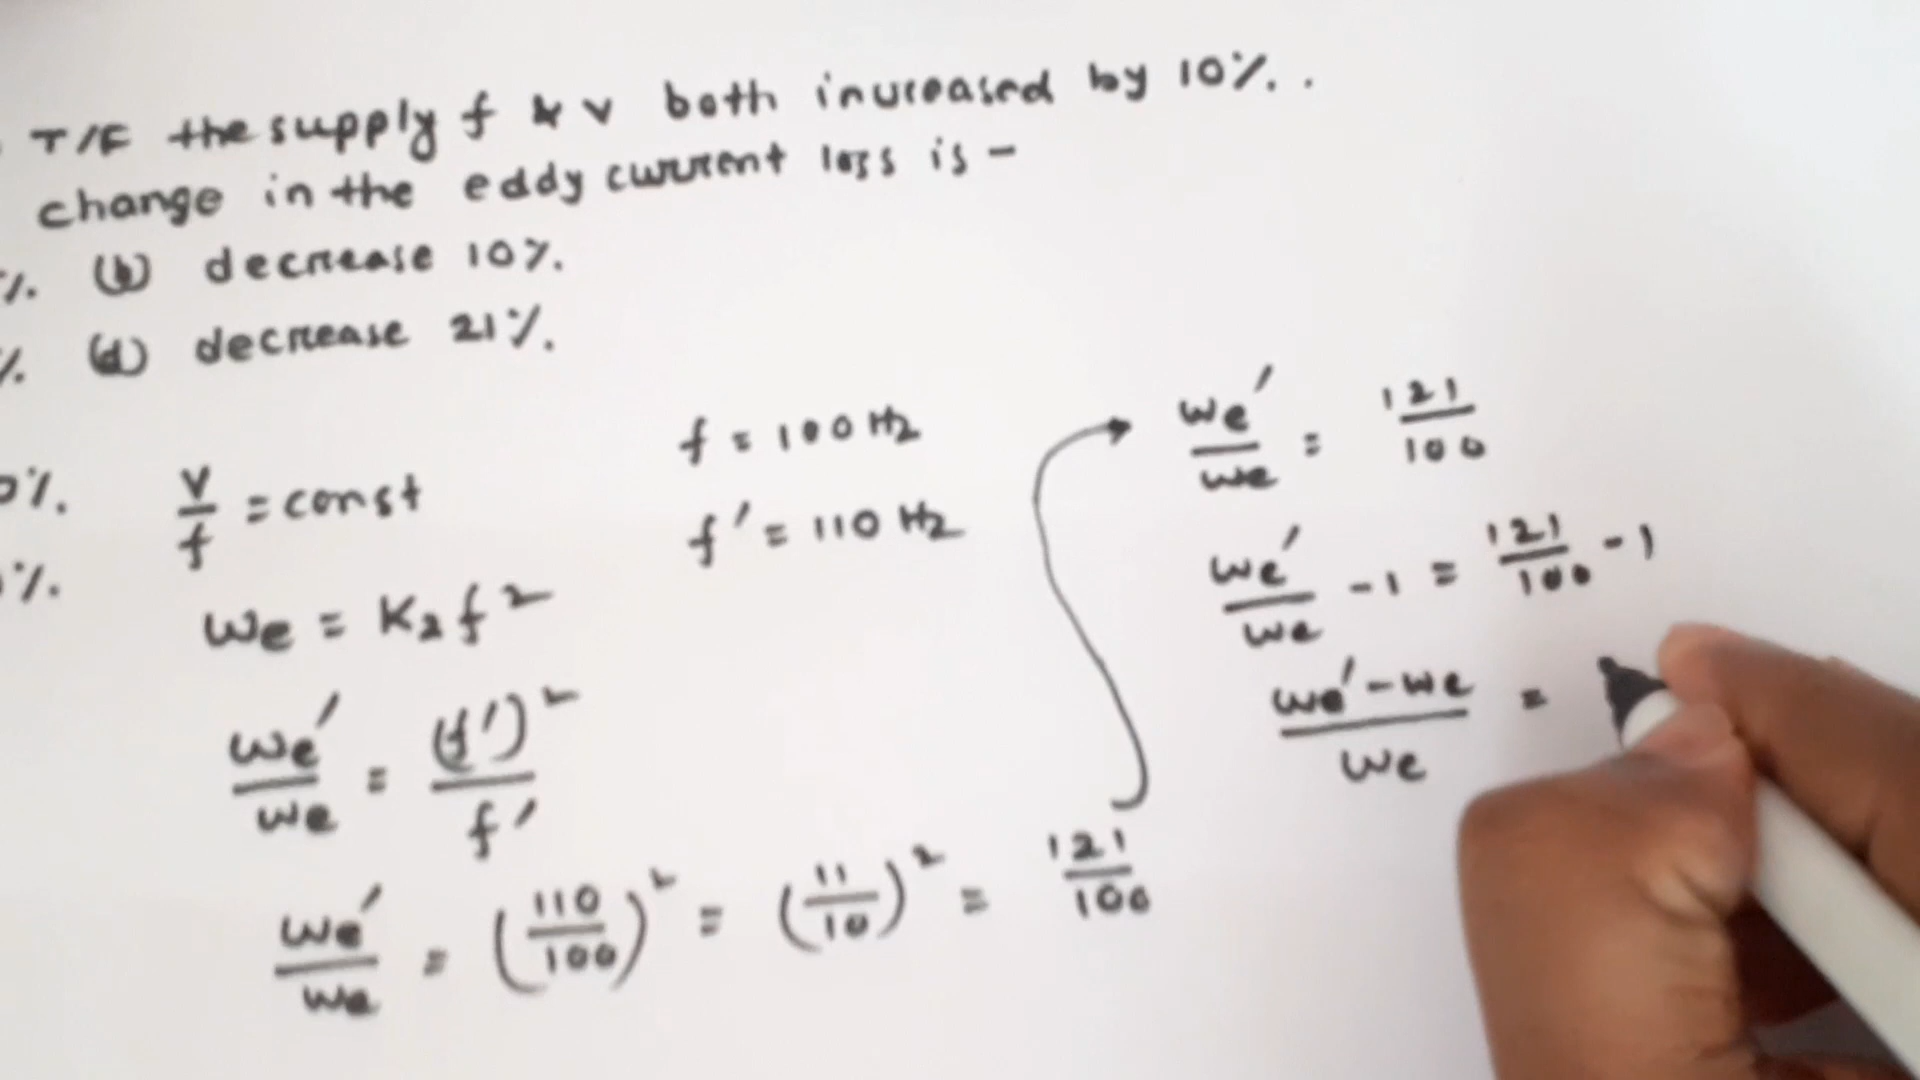 T/F the supply f & v both increased by 10%.
change in the eddy current loss is -
%. (b) decrease 10%.
%. (d) decrease 21%.
0%.
%.
v/f = const
f = 100 Hz
f' = 110 Hz
We = K2 f²
We'/We = (f')²/f'
We'/We = (110/100)² = (11/10)² = 121/100
We'/We = 121/100
We'/We - 1 = 121/100 - 1
We' - We/We =